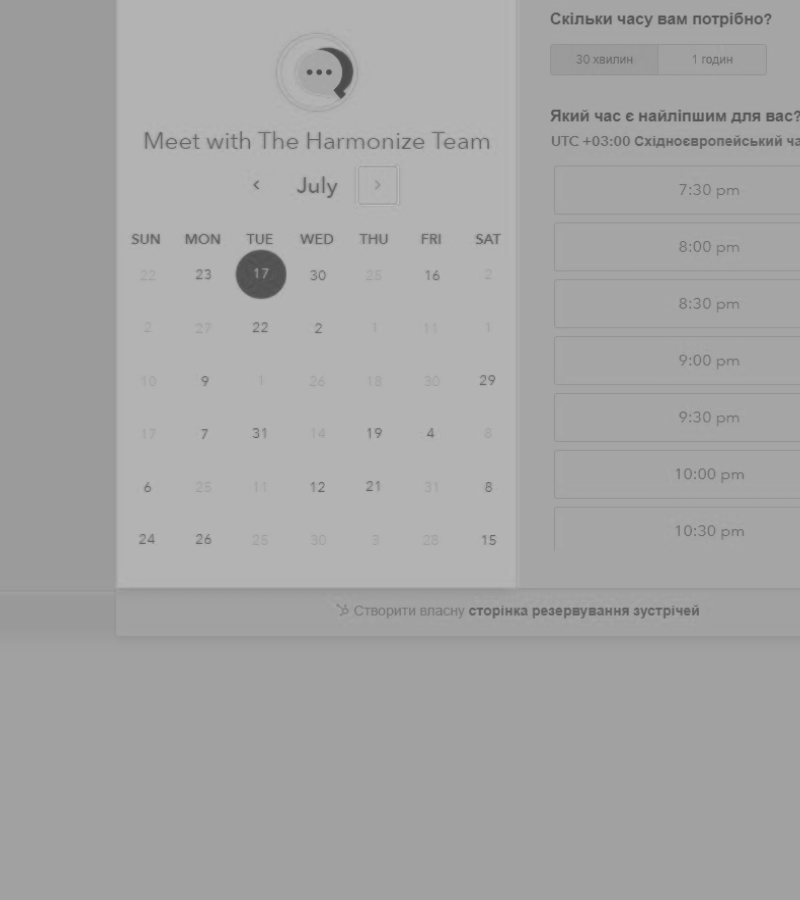 Meet with The Harmonize Team
July
SUN MON TUE WED THU FRI SAT
22 23 17 30 25 16 2
2 27 22 2 1 11 1
10 9 1 26 18 30 29
17 7 31 14 19 4 8
6 25 11 12 21 31 8
24 26 25 30 3 28 15
Скільки часу вам потрібно?
30 хвилин 1 годин
Який час є найліпшим для вас?
UTC +03:00 Східноєвропейський ча
7:30 pm
8:00 pm
8:30 pm
9:00 pm
9:30 pm
10:00 pm
10:30 pm
Створити власну сторінка резервування зустрічей